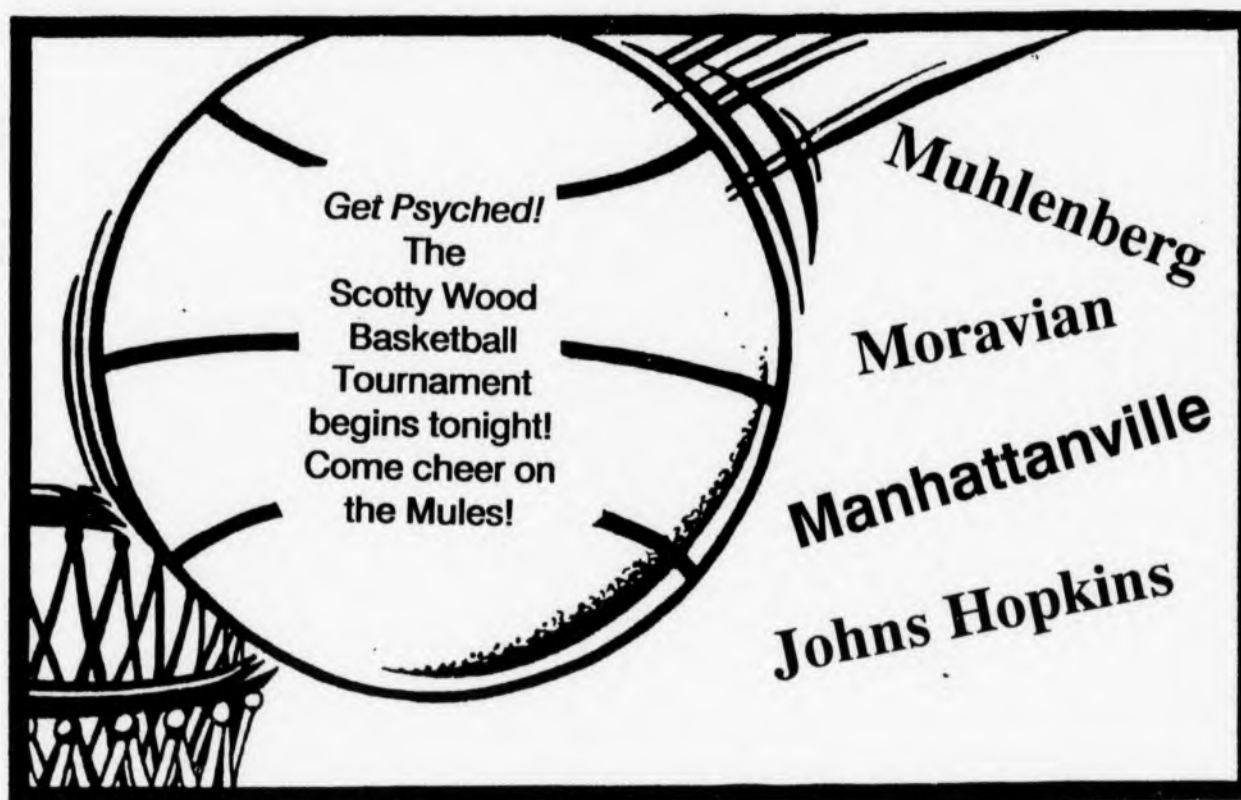 Get Psyched!
The
Scotty Wood
Basketball
Tournament
begins tonight!
Come cheer on
the Mules!
Muhlenberg
Moravian
Manhattanville
Johns Hopkins